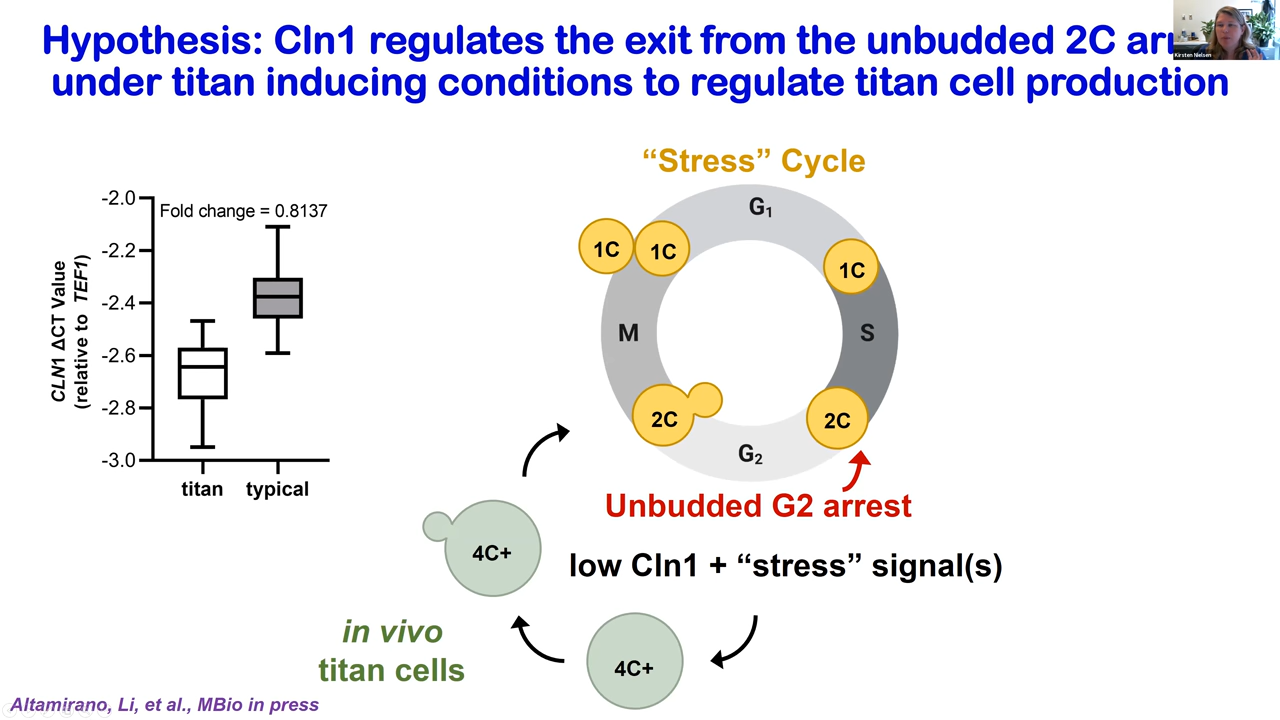 Hypothesis: Cln1 regulates the exit from the unbudded 2C
under titan inducing conditions to regulate titan cell production
Kirsten Nielsen
"Stress" Cycle
Fold change = 0.8137
-2.0
-2.2
-2.4
-2.6
-2.8
-3.0
CLN1 ΔCT Value
(relative to TEF1)
titan typical
G1
1C 1C
1C
M
S
2C
2C
G2
Unbudded G2 arrest
low Cln1 + "stress" signal(s)
4C+
in vivo
titan cells
4C+
Altamirano, Li, et al., MBio in press